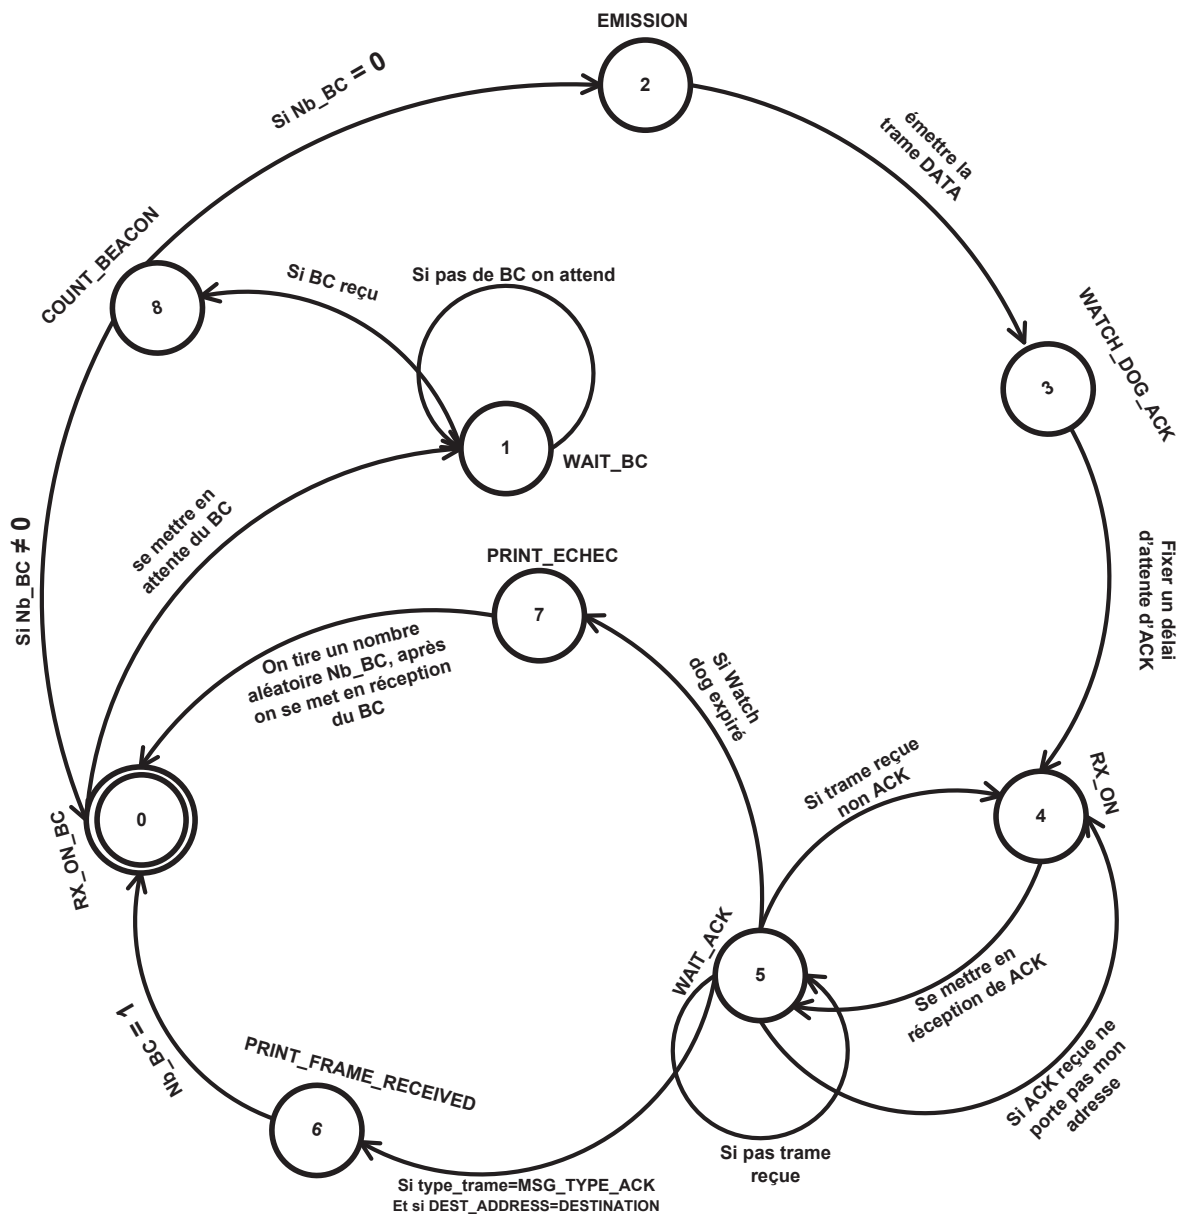 EMISSION
2
Si Nb_BC = 0
émettre la
trame DATA
COUNT_BEACON
8
Si BC reçu
Si pas de BC on attend
WATCH_DOG_ACK
3
1
WAIT_BC
se mettre en
attente du BC
Si Nb_BC ≠ 0
PRINT_ECHEC
7
Fixer un délai
d'attente d'ACK
On tire un nombre
aléatoire Nb_BC, après
on se met en réception
du BC
Si Watch
dog expiré
Si trame reçue
non ACK
RX_ON
4
RX_ON_BC
0
WAIT_ACK
5
Se mettre en
réception de ACK
Nb_BC = 1
PRINT_FRAME_RECEIVED
6
Si ACK reçue ne
porte pas mon
adresse
Si pas trame
reçue
Si type_trame=MSG_TYPE_ACK
Et si DEST_ADDRESS=DESTINATION